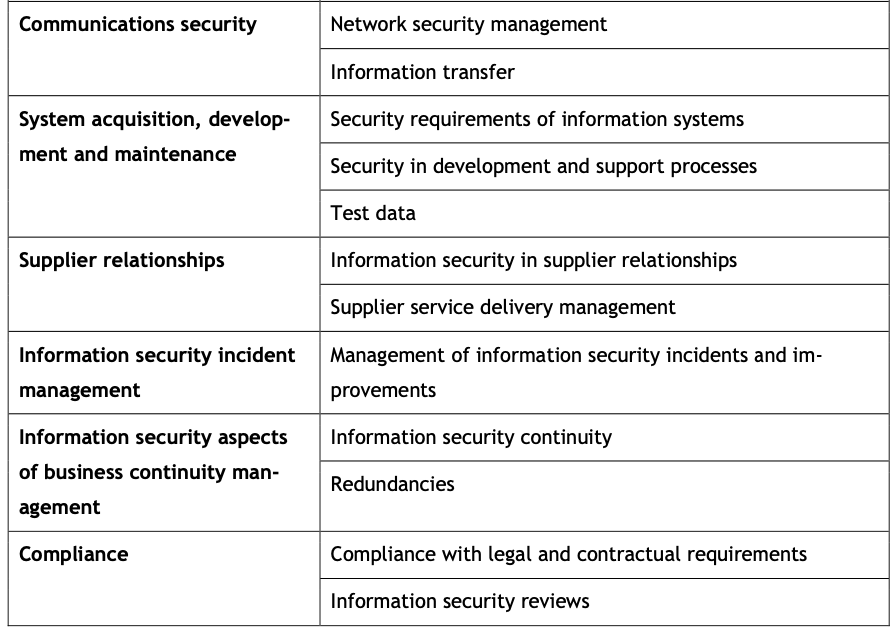 Communications security
Network security management
Information transfer
System acquisition, develop-
ment and maintenance
Security requirements of information systems
Security in development and support processes
Test data
Supplier relationships
Information security in supplier relationships
Supplier service delivery management
Information security incident
management
Management of information security incidents and im-
provements
Information security aspects
of business continuity man-
agement
Information security continuity
Redundancies
Compliance
Compliance with legal and contractual requirements
Information security reviews